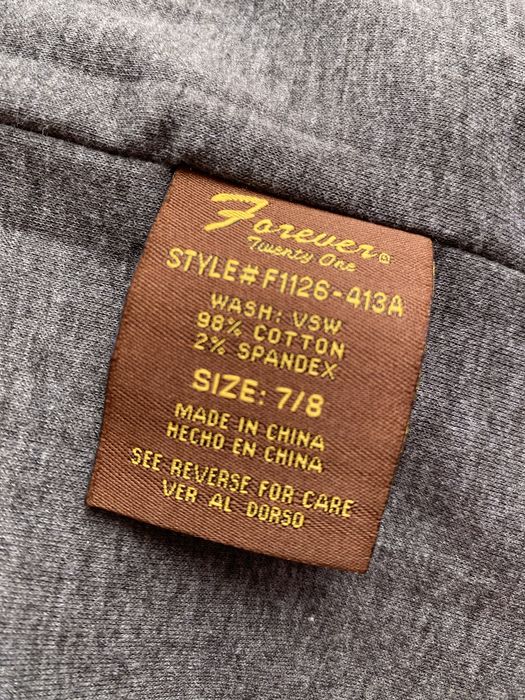 Forever
Twenty One
STYLE# F1126-413A
WASH: VSW
98% COTTON
2% SPANDEX
SIZE: 7/8
MADE IN CHINA
HECHO EN CHINA
SEE REVERSE FOR CARE
VER AL DORSO